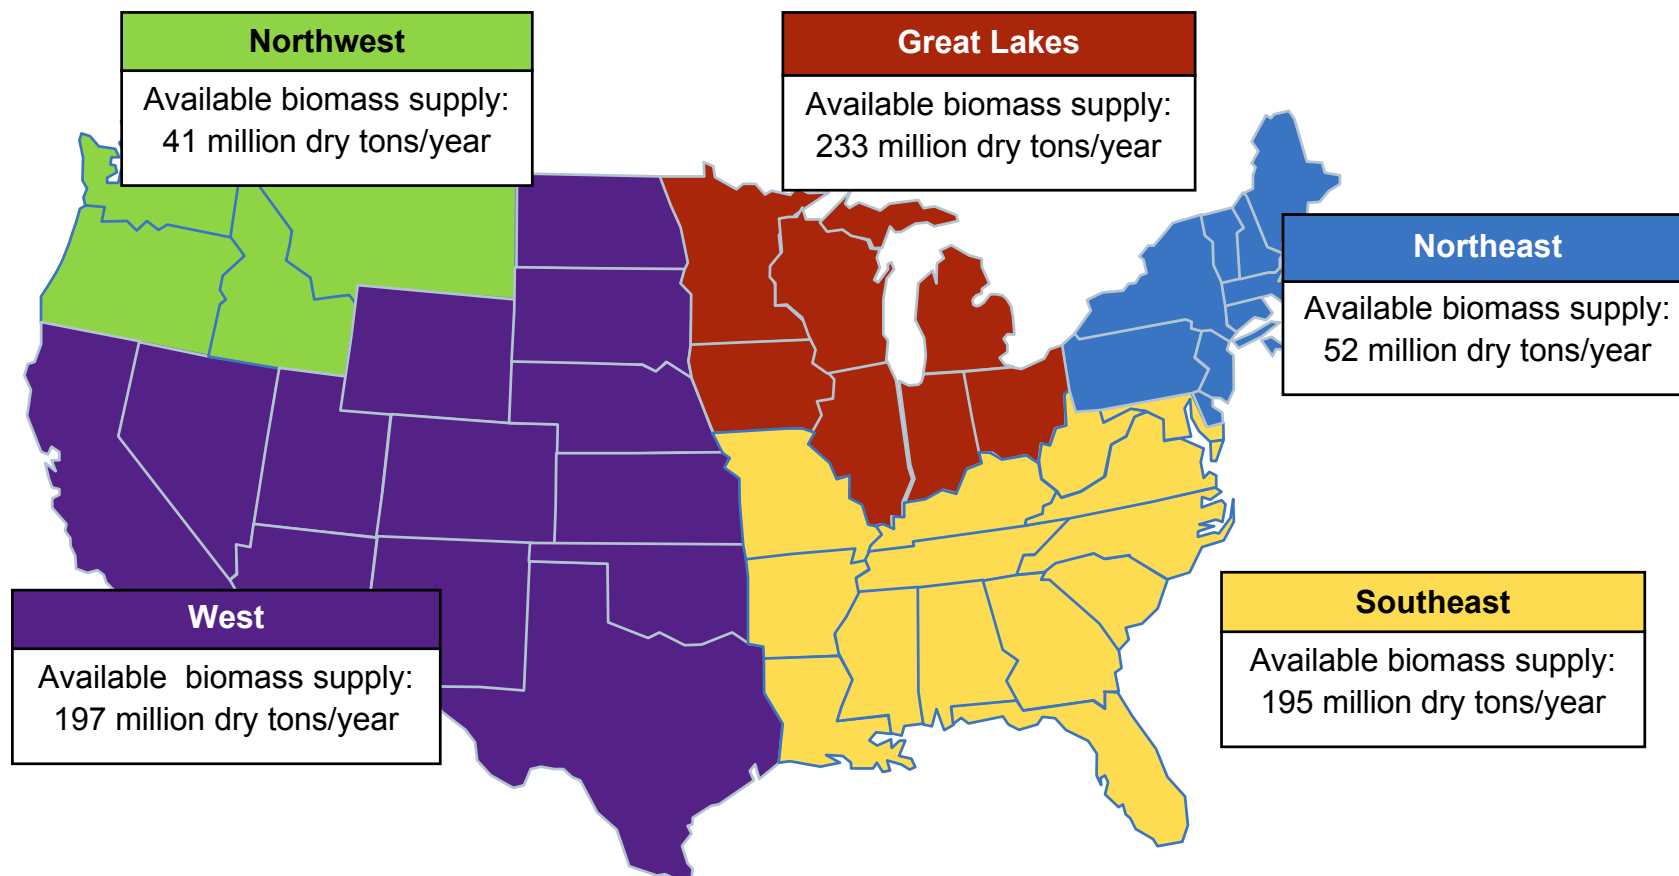 Northwest
Available biomass supply:
41 million dry tons/year
Great Lakes
Available biomass supply:
233 million dry tons/year
Northeast
Available biomass supply:
52 million dry tons/year
West
Available  biomass supply:
197 million dry tons/year
Southeast
Available biomass supply:
195 million dry tons/year